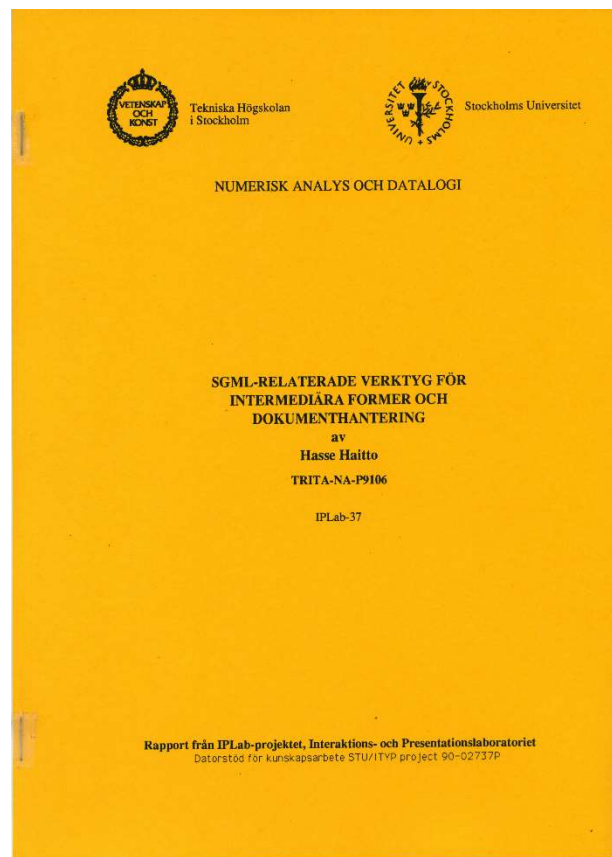 VETENSKAP
OCH
KONST
Tekniska Högskolan
i Stockholm
STOCKHOLMS UNIVERSITET
Stockholms Universitet
NUMERISK ANALYS OCH DATALOGI
SGML-RELATERADE VERKTYG FÖR
INTERMEDIÄRA FORMER OCH
DOKUMENTHANTERING
av
Hasse Haitto
TRITA-NA-P9106
IPLab-37
Rapport från IPLab-projektet, Interaktions- och Presentationslaboratoriet
Datorstöd för kunskapsarbete STU/ITYP project 90-02737P